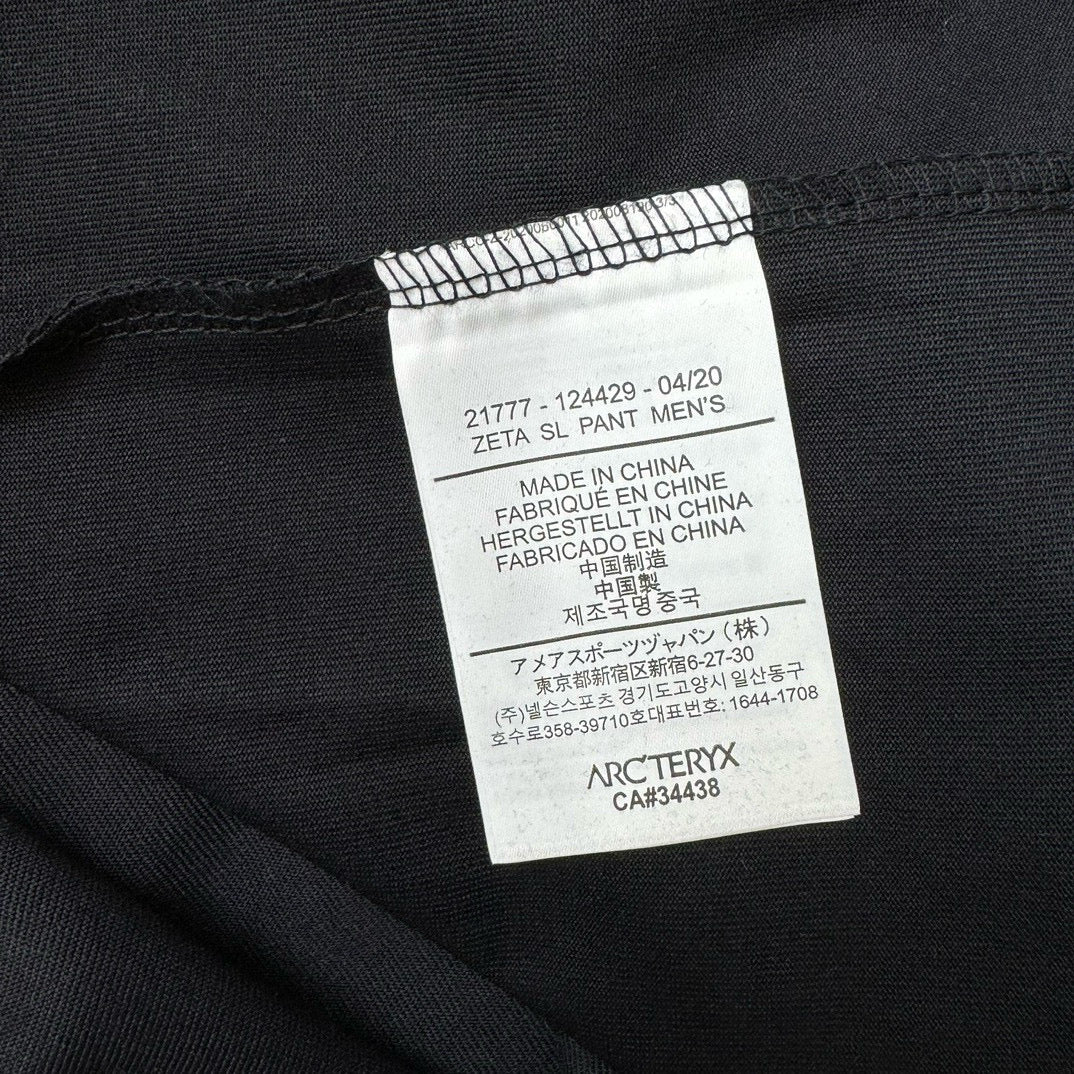 21777 - 124429 - 04/20
ZETA SL PANT MEN'S
MADE IN CHINA
FABRIQUÉ EN CHINE
HERGESTELLT IN CHINA
FABRICADO EN CHINA
中国制造
中国製
제조국명 중국
アメアスポーツヅャパン (株)
東京都新宿区新宿6-27-30
(주)넬슨스포츠 경기도고양시 일산동구
호수로358-39710호대표번호: 1644-1708
ARC'TERYX
CA#34438